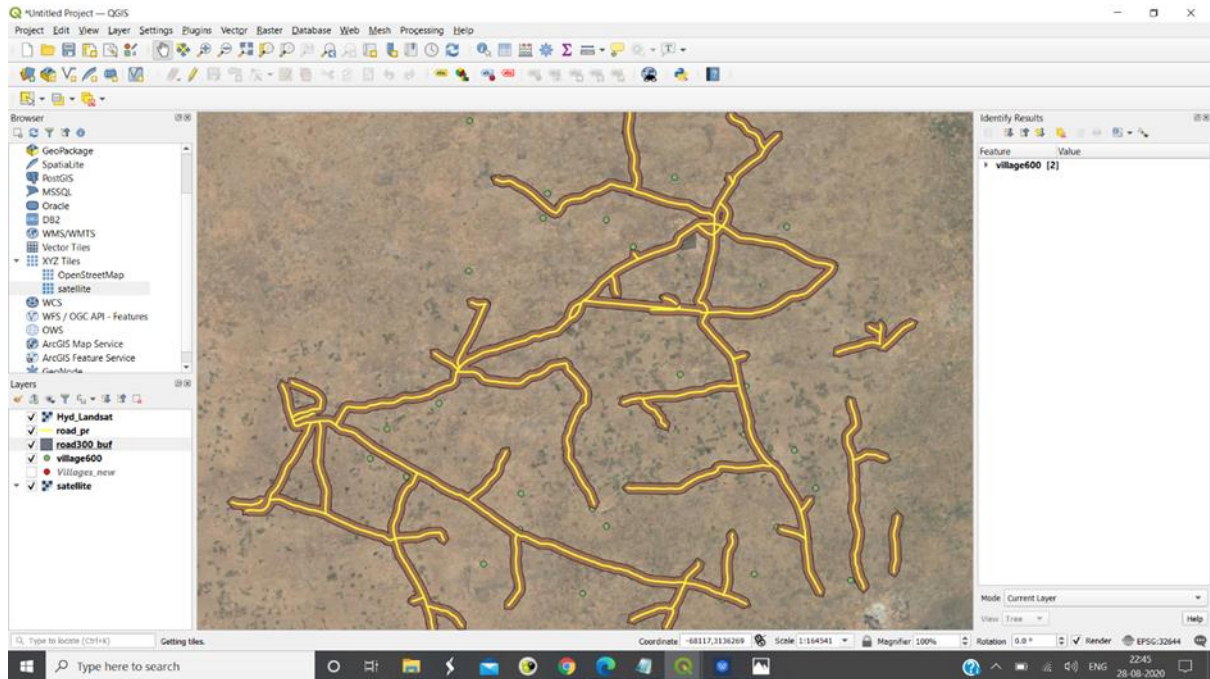 *Untitled Project — QGIS
Project Edit View Layer Settings Plugins Vector Raster Database Web Mesh Processing Help
Browser
GeoPackage
SpatiaLite
PostGIS
MSSQL
Oracle
DB2
WMS/WMTS
Vector Tiles
XYZ Tiles
OpenStreetMap
satellite
WCS
WFS / OGC API - Features
OWS
ArcGIS Map Service
ArcGIS Feature Service
GeoNode
Layers
Hyd_Landsat
road_pr
road300_buf
village600
Villages_new
satellite
Identify Results
Feature Value
village600 [2]
Mode Current Layer
View Tree Help
Type to locate (Ctrl+K) Getting tiles. Coordinate -68117,3136269 Scale 1:164541 Magnifier 100% Rotation 0.0 ° Render EPSG:32644
Type here to search ENG 22:45
28-08-2020